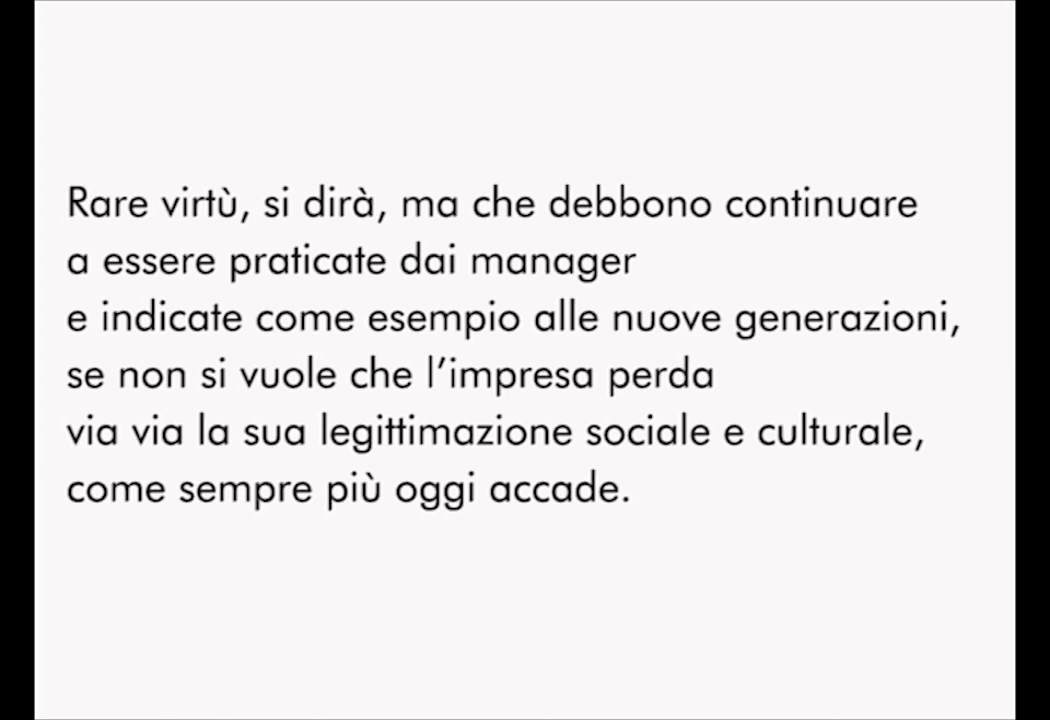 Rare virtù, si dirà, ma che debbono continuare
a essere praticate dai manager
e indicate come esempio alle nuove generazioni,
se non si vuole che l’impresa perda
via via la sua legittimazione sociale e culturale,
come sempre più oggi accade.